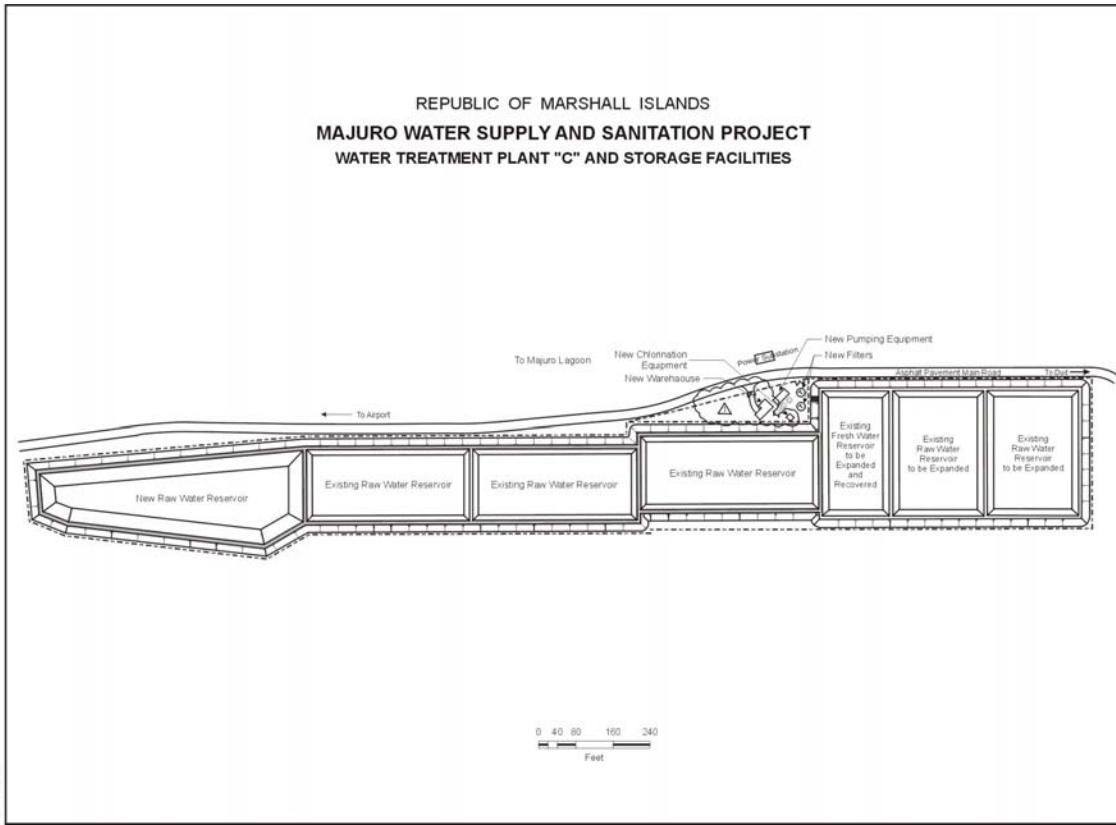 REPUBLIC OF MARSHALL ISLANDS
MAJURO WATER SUPPLY AND SANITATION PROJECT
WATER TREATMENT PLANT "C" AND STORAGE FACILITIES
New Pumping Equipment
To Majuro Lagoon
New Chlonnation
Equipment
Power Substation
New Filters
New Warehaouse
Asphalt Pavement Main Road
To Dud
To Airport
Existing
Fresh Water
Reservoir
to be
Expanded
and
Recovered
Existing
Raw Water
Reservoir
to be Expanded
Existing
Raw Water
Reservoir
to be Expanded
Existing Raw Water Reservoir
Existing Raw Water Reservoir
Existing Raw Water Reservoir
New Raw Water Reservoir
0 40 80 160 240
Feet